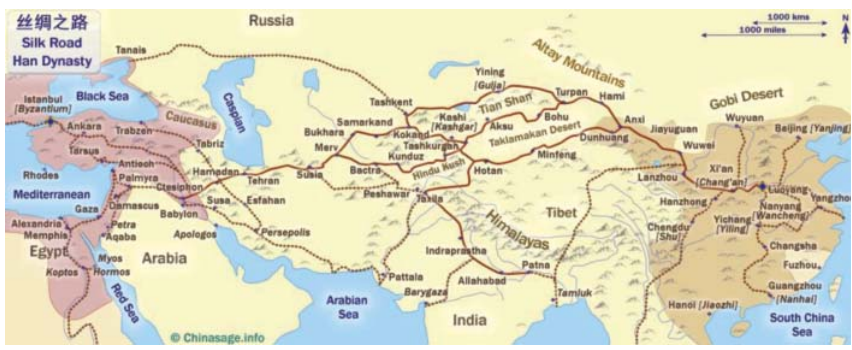 丝绸之路
Silk Road
Han Dynasty
Russia
1000 kms
1000 miles
N
Tanais
Altay Mountains
Yining
[Gulja]
Istanbul
[Byzantium]
Black Sea
Caucasus
Caspian
Tashkent
Tian Shan
Turpan
Hami
Gobi Desert
Ankara
Trabzen
Samarkand
Kashi
[Kashgar]
Aksu
Bohu
Anxi
Jiayuguan
Wuyuan
Beijing [Yanjing]
Bukhara
Kokand
Taklamakan Desert
Dunhuang
Wuwei
Tarsus
Tabriz
Merv
Tashkurgan
Antioch
Hamadan
Kunduz
Hindu Kush
Minfeng
Xi'an
[Chang'an]
Rhodes
Palmyra
Tehran
Susia
Bactra
Hotan
Lanzhou
Luoyang
Mediterranean
Ctesiphon
Peshawar
Taxila
Tibet
Hanzhong
Nanyang
[Wancheng]
Yangzhou
Gaza
Damascus
Susa
Esfahan
Alexandria
Petra
Babylon
Himalayas
Chengdu
[Shu]
Yichang
[Yiling]
Memphis
Aqaba
Apologos
Persepolis
Indraprastha
Changsha
Egypt
Arabia
Koptos
Myos
Hormos
Pattala
Allahabad
Patna
Fuzhou
Barygaza
Tamluk
Guangzhou
[Nanhai]
Red Sea
Arabian
Sea
India
Hanoi [Jiaozhi]
South China
Sea
© Chinasage.info